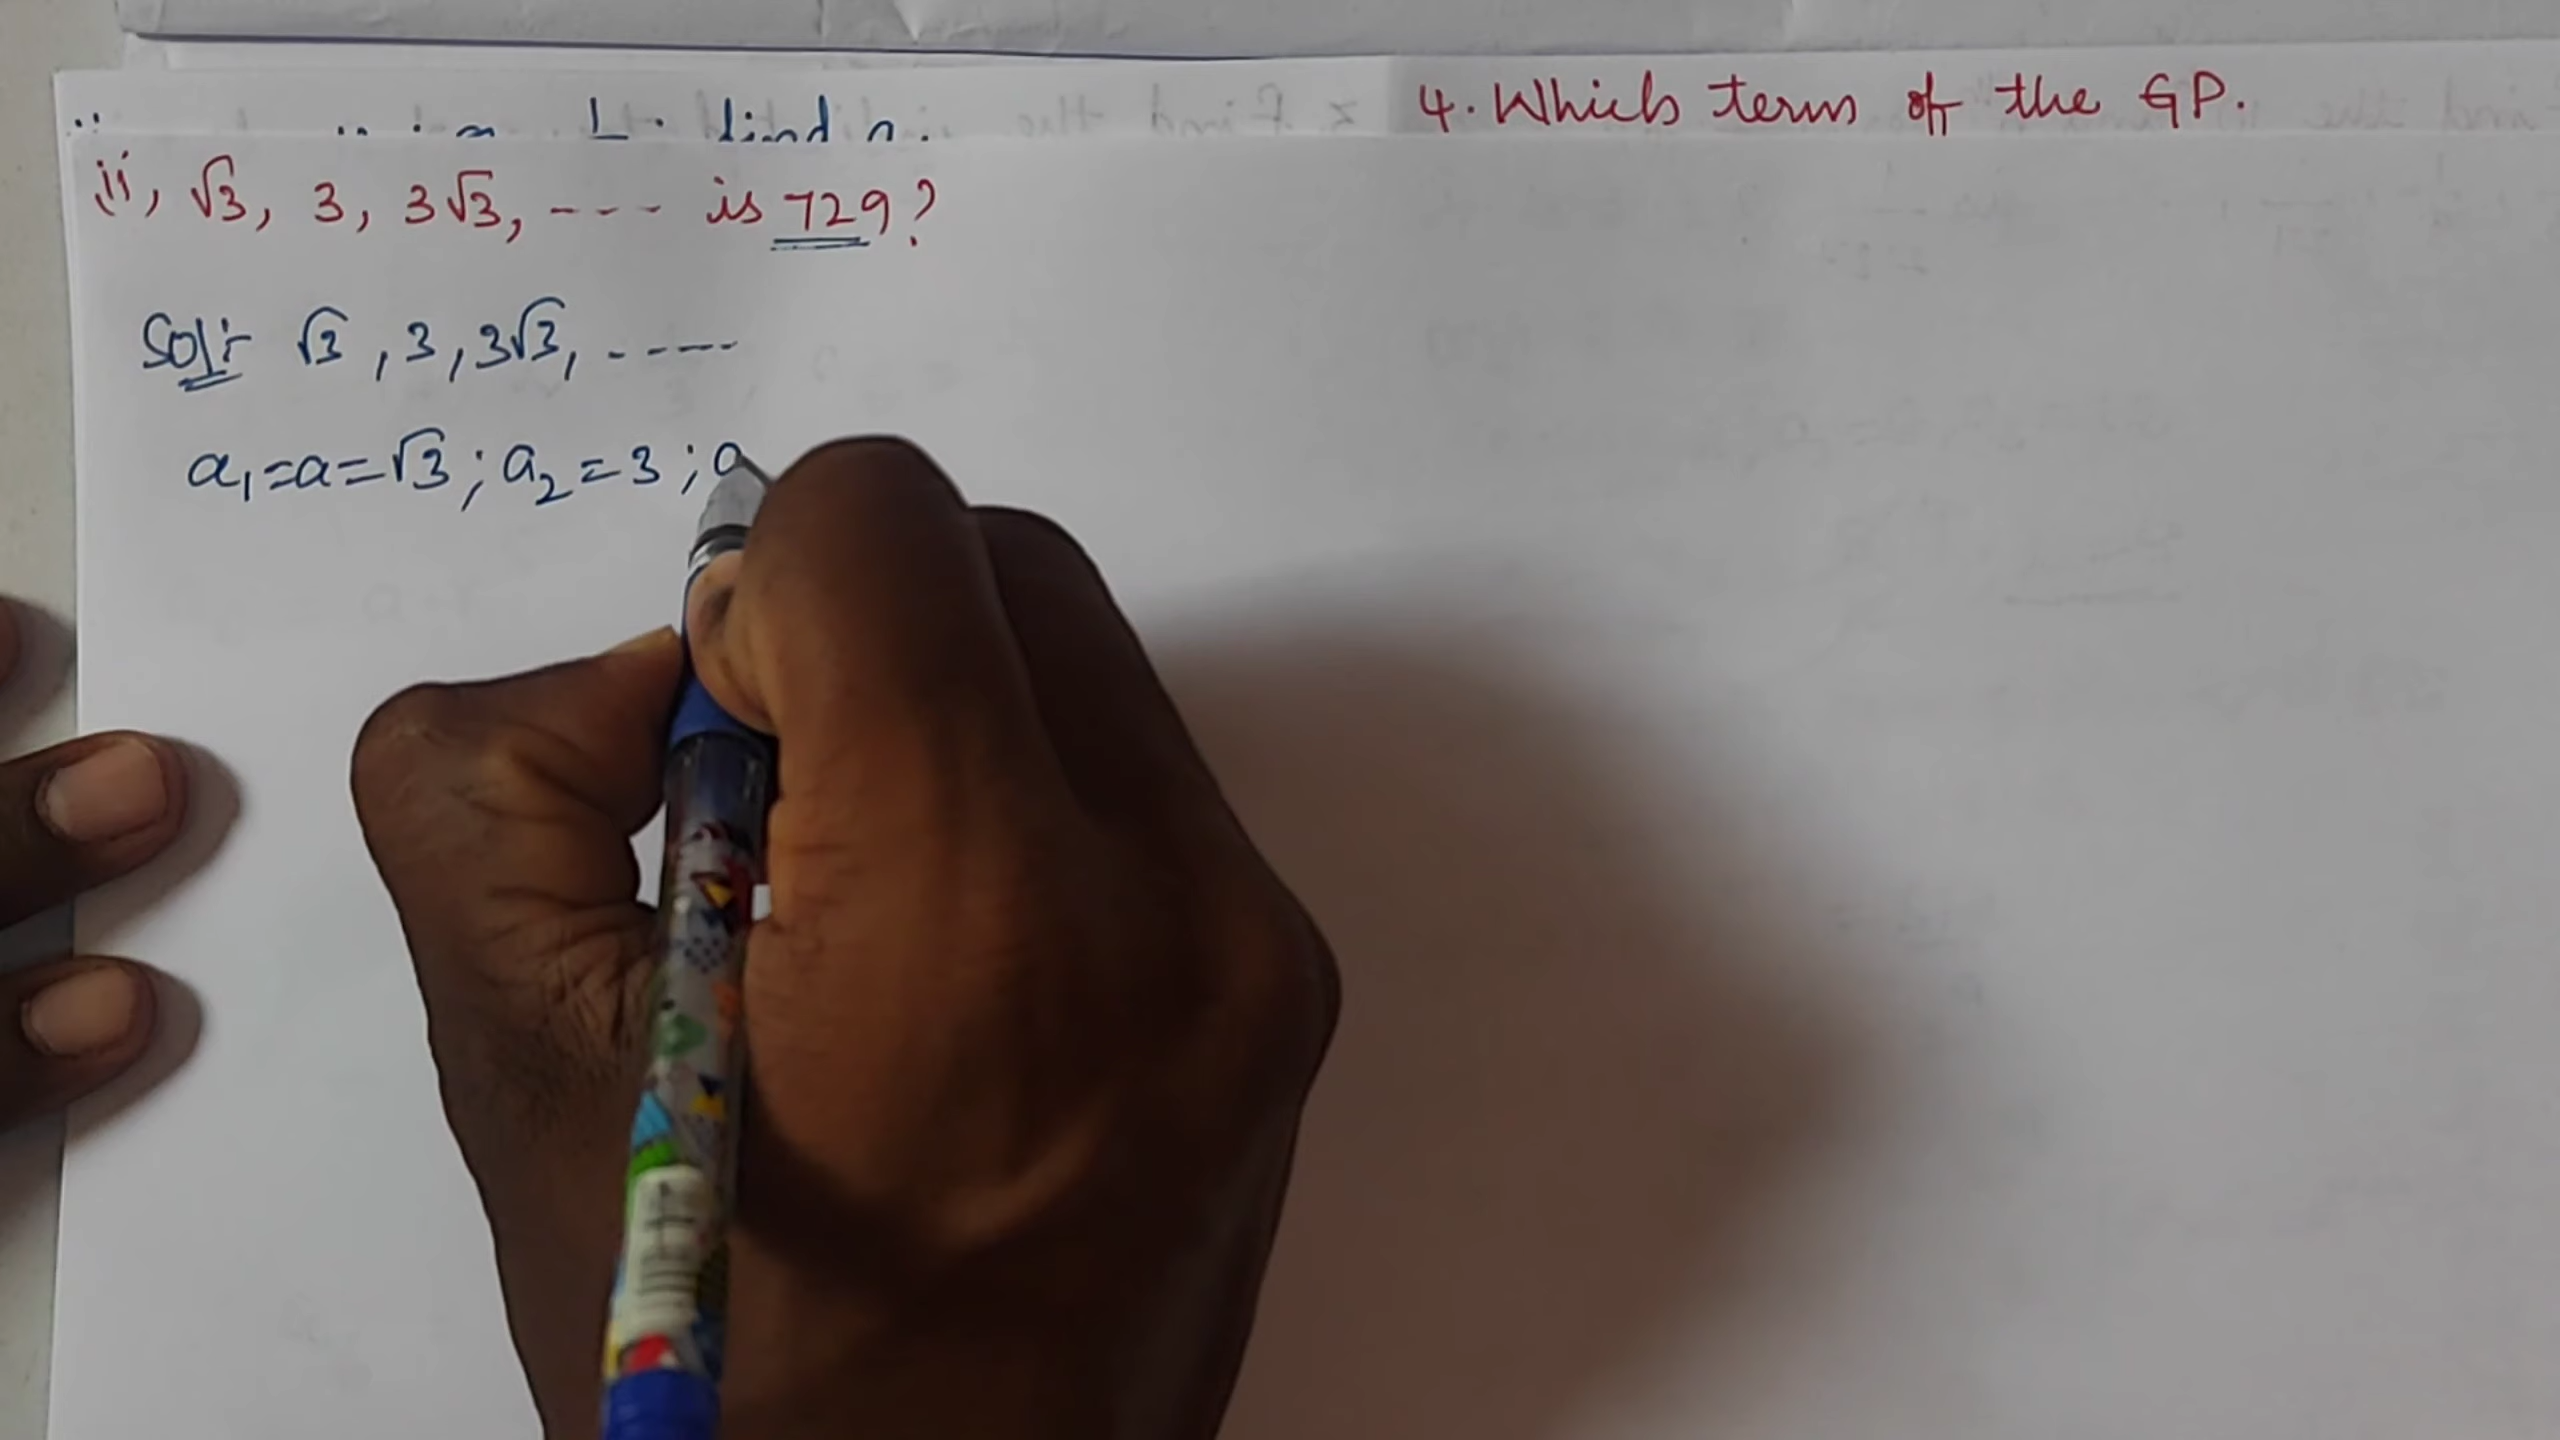 4. Which term of the GP.
find n.
ii, √3, 3, 3√3, ---- is 729?
Sol:- √3, 3, 3√3, -----
a₁=a=√3; a₂=3; a